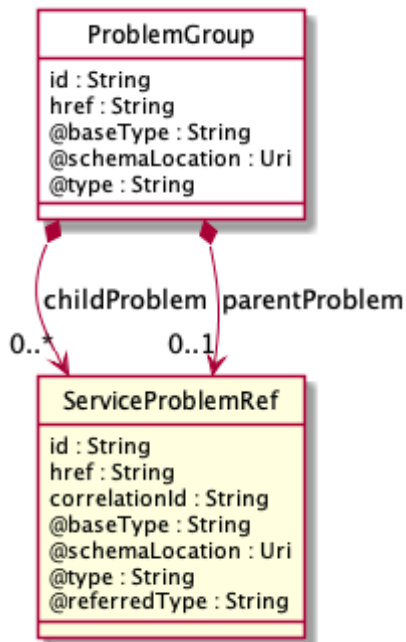 ProblemGroup
id : String
href : String
@baseType : String
@schemaLocation : Uri
@type : String
childProblem parentProblem
0..* 0..1
ServiceProblemRef
id : String
href : String
correlationId : String
@baseType : String
@schemaLocation : Uri
@type : String
@referredType : String